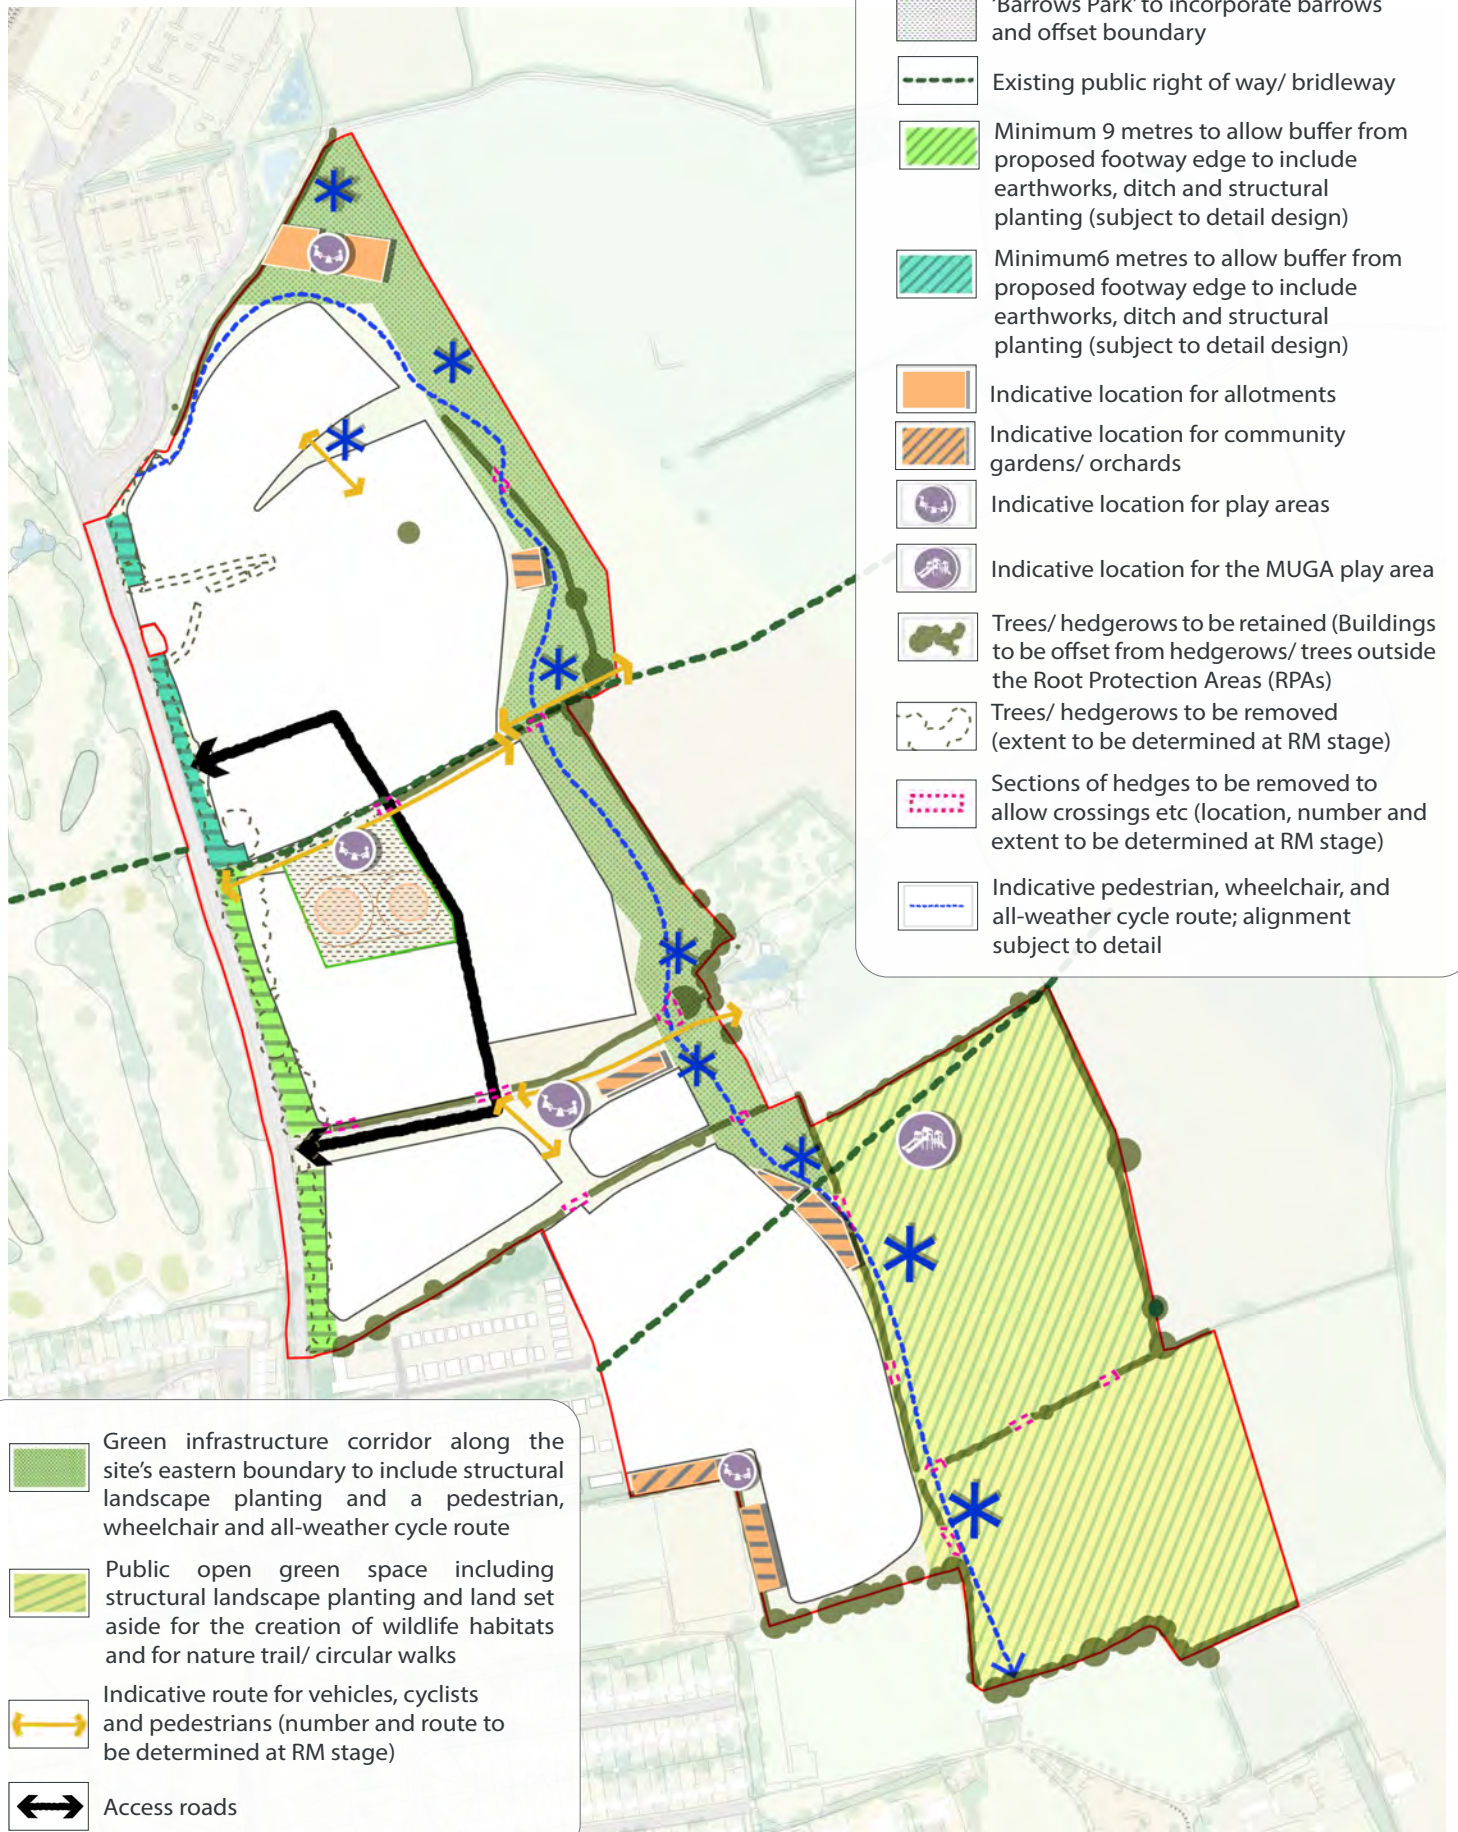 'Barrows Park' to incorporate barrows
and offset boundary
Existing public right of way/ bridleway
Minimum 9 metres to allow buffer from
proposed footway edge to include
earthworks, ditch and structural
planting (subject to detail design)
Minimum6 metres to allow buffer from
proposed footway edge to include
earthworks, ditch and structural
planting (subject to detail design)
Indicative location for allotments
Indicative location for community
gardens/ orchards
Indicative location for play areas
Indicative location for the MUGA play area
Trees/ hedgerows to be retained (Buildings
to be offset from hedgerows/ trees outside
the Root Protection Areas (RPAs)
Trees/ hedgerows to be removed
(extent to be determined at RM stage)
Sections of hedges to be removed to
allow crossings etc (location, number and
extent to be determined at RM stage)
Indicative pedestrian, wheelchair, and
all-weather cycle route; alignment
subject to detail
Green infrastructure corridor along the
site's eastern boundary to include structural
landscape planting and a pedestrian,
wheelchair and all-weather cycle route
Public open green space including
structural landscape planting and land set
aside for the creation of wildlife habitats
and for nature trail/ circular walks
Indicative route for vehicles, cyclists
and pedestrians (number and route to
be determined at RM stage)
Access roads